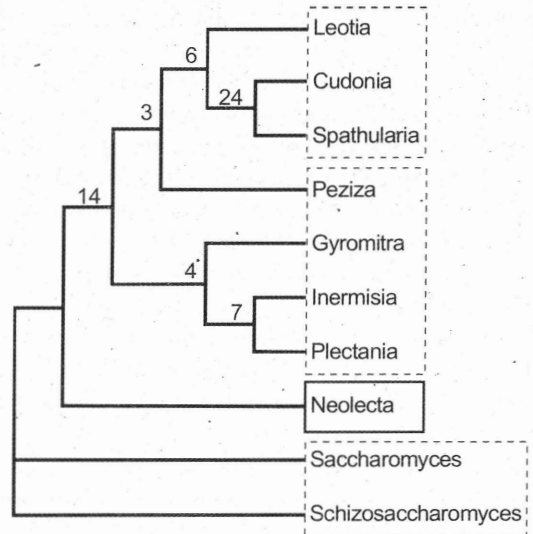 Leotia
6
Cudonia
24
Spathularia
3
Peziza
14
Gyromitra
4
Inermisia
7
Plectania
Neolecta
Saccharomyces
Schizosaccharomyces